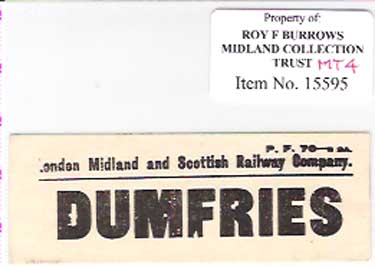 Property of:
ROY F BURROWS
MIDLAND COLLECTION
TRUST MT4
Item No. 15595
P. F. 70
London Midland and Scottish Railway Company.
DUMFRIES